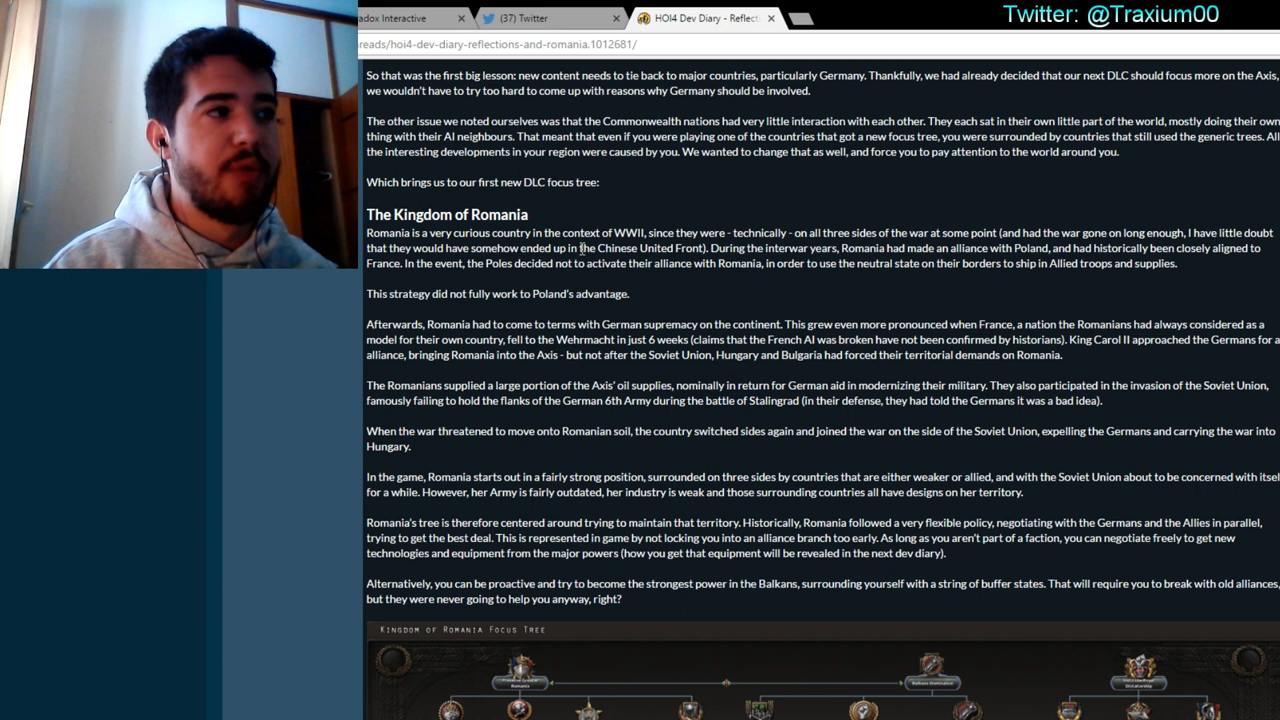 Twitter: @Traxium00
adox Interactive
(37) Twitter
HOI4 Dev Diary - Reflecti
reads/hoi4-dev-diary-reflections-and-romania.1012681/
So that was the first big lesson: new content needs to tie back to major countries, particularly Germany. Thankfully, we had already decided that our next DLC should focus more on the Axis,
we wouldn't have to try too hard to come up with reasons why Germany should be involved.
The other issue we noted ourselves was that the Commonwealth nations had very little interaction with each other. They each sat in their own little part of the world, mostly doing their own
thing with their AI neighbours. That meant that even if you were playing one of the countries that got a new focus tree, you were surrounded by countries that still used the generic trees. All
the interesting developments in your region were caused by you. We wanted to change that as well, and force you to pay attention to the world around you.
Which brings us to our first new DLC focus tree:
The Kingdom of Romania
Romania is a very curious country in the context of WWII, since they were - technically - on all three sides of the war at some point (and had the war gone on long enough, I have little doubt
that they would have somehow ended up in the Chinese United Front). During the interwar years, Romania had made an alliance with Poland, and had historically been closely aligned to
France. In the event, the Poles decided not to activate their alliance with Romania, in order to use the neutral state on their borders to ship in Allied troops and supplies.
This strategy did not fully work to Poland's advantage.
Afterwards, Romania had to come to terms with German supremacy on the continent. This grew even more pronounced when France, a nation the Romanians had always considered as a
model for their own country, fell to the Wehrmacht in just 6 weeks (claims that the French AI was broken have not been confirmed by historians). King Carol II approached the Germans for a
alliance, bringing Romania into the Axis - but not after the Soviet Union, Hungary and Bulgaria had forced their territorial demands on Romania.
The Romanians supplied a large portion of the Axis' oil supplies, nominally in return for German aid in modernizing their military. They also participated in the invasion of the Soviet Union,
famously failing to hold the flanks of the German 6th Army during the battle of Stalingrad (in their defense, they had told the Germans it was a bad idea).
When the war threatened to move onto Romanian soil, the country switched sides again and joined the war on the side of the Soviet Union, expelling the Germans and carrying the war into
Hungary.
In the game, Romania starts out in a fairly strong position, surrounded on three sides by countries that are either weaker or allied, and with the Soviet Union about to be concerned with itself
for a while. However, her Army is fairly outdated, her industry is weak and those surrounding countries all have designs on her territory.
Romania's tree is therefore centered around trying to maintain that territory. Historically, Romania followed a very flexible policy, negotiating with the Germans and the Allies in parallel,
trying to get the best deal. This is represented in game by not locking you into an alliance branch too early. As long as you aren't part of a faction, you can negotiate freely to get new
technologies and equipment from the major powers (how you get that equipment will be revealed in the next dev diary).
Alternatively, you can be proactive and try to become the strongest power in the Balkans, surrounding yourself with a string of buffer states. That will require you to break with old alliances,
but they were never going to help you anyway, right?
KINGDOM OF ROMANIA FOCUS TREE